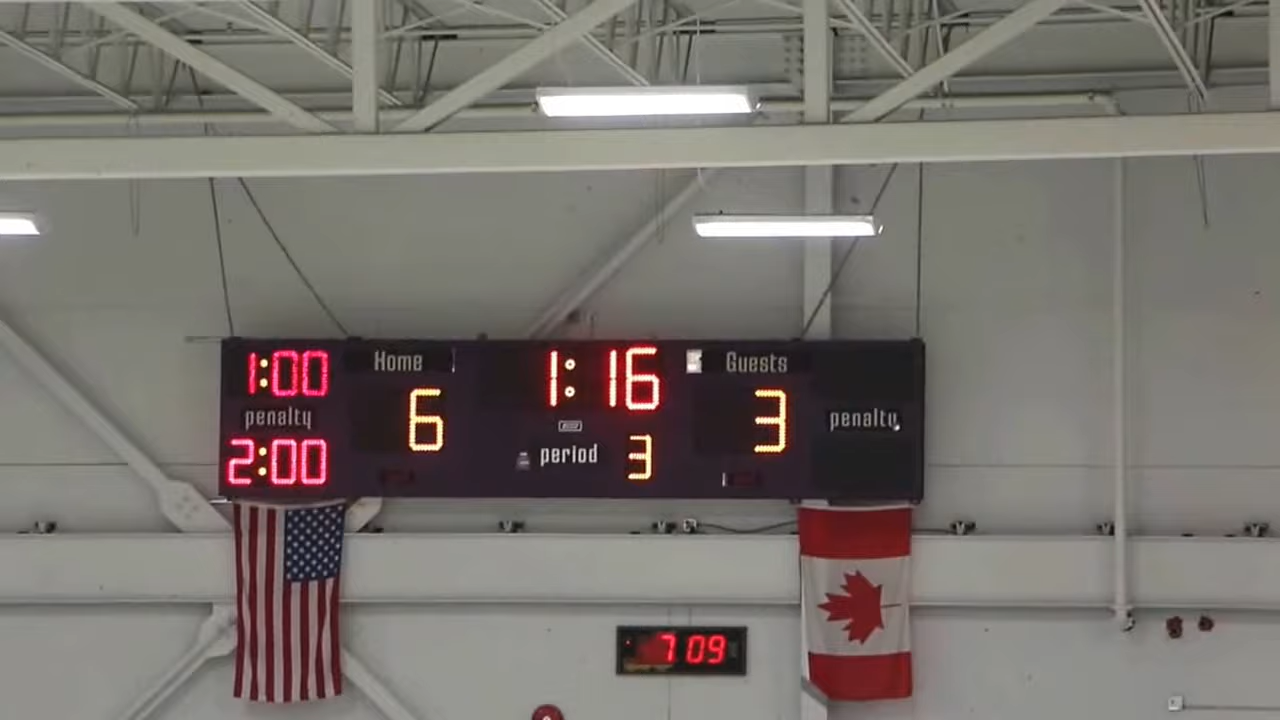 1:00 Home 1:16 Guests
penalty 6 3 penalty
2:00 period 3
7 09